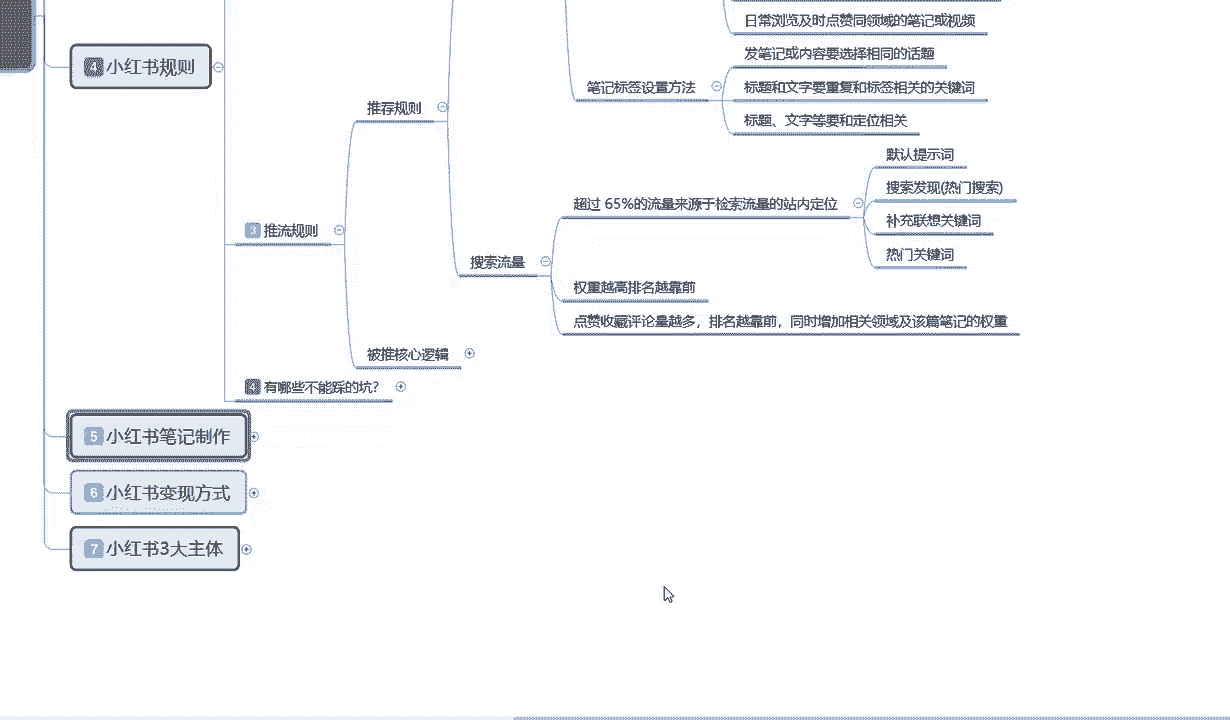 日常浏览及时点赞同领域的笔记或视频
发笔记或内容要选择相同的话题
4 小红书规则
笔记标签设置方法
标题和文字要重复和标签相关的关键词
推荐规则
标题、文字等要和定位相关
默认提示词
搜索发现(热门搜索)
超过 65%的流量来源于检索流量的站内定位
补充联想关键词
3 推流规则
热门关键词
搜索流量
权重越高排名越靠前
点赞收藏评论量越多，排名越靠前，同时增加相关领域及该篇笔记的权重
被推核心逻辑
4 有哪些不能踩的坑？
5 小红书笔记制作
6 小红书变现方式
7 小红书3大主体